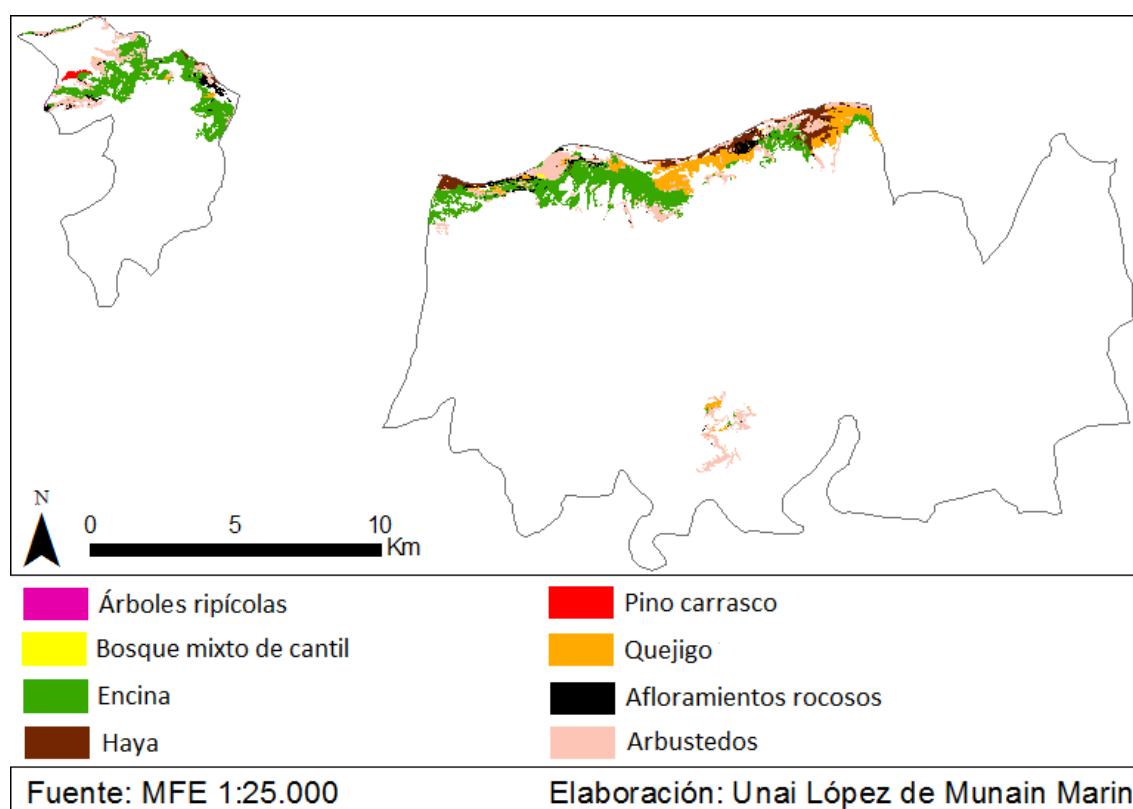 N
0 5 10
Km
Árboles ripícolas
Pino carrasco
Bosque mixto de cantil
Quejigo
Encina
Afloramientos rocosos
Haya
Arbustedos
Fuente: MFE 1:25.000
Elaboración: Unai López de Munain Marin